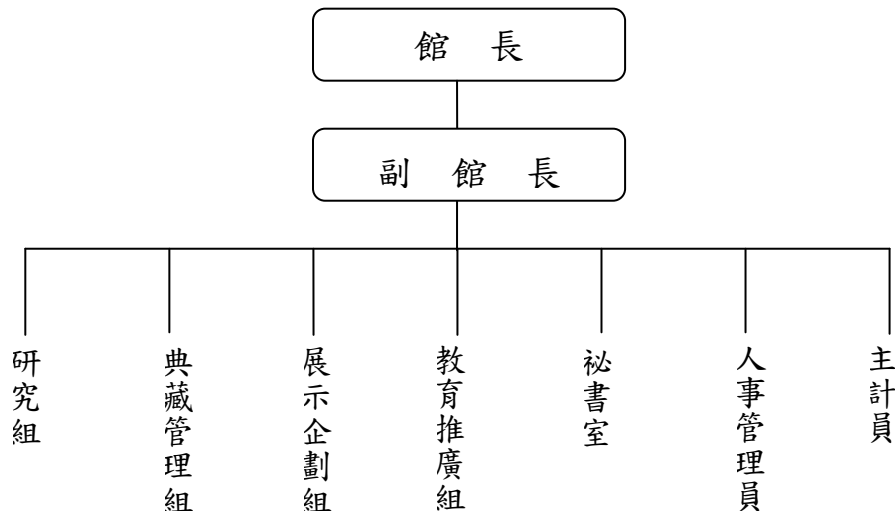 館 長
副 館 長
研究組
典藏管理組
展示企劃組
教育推廣組
祕書室
人事管理員
主計員